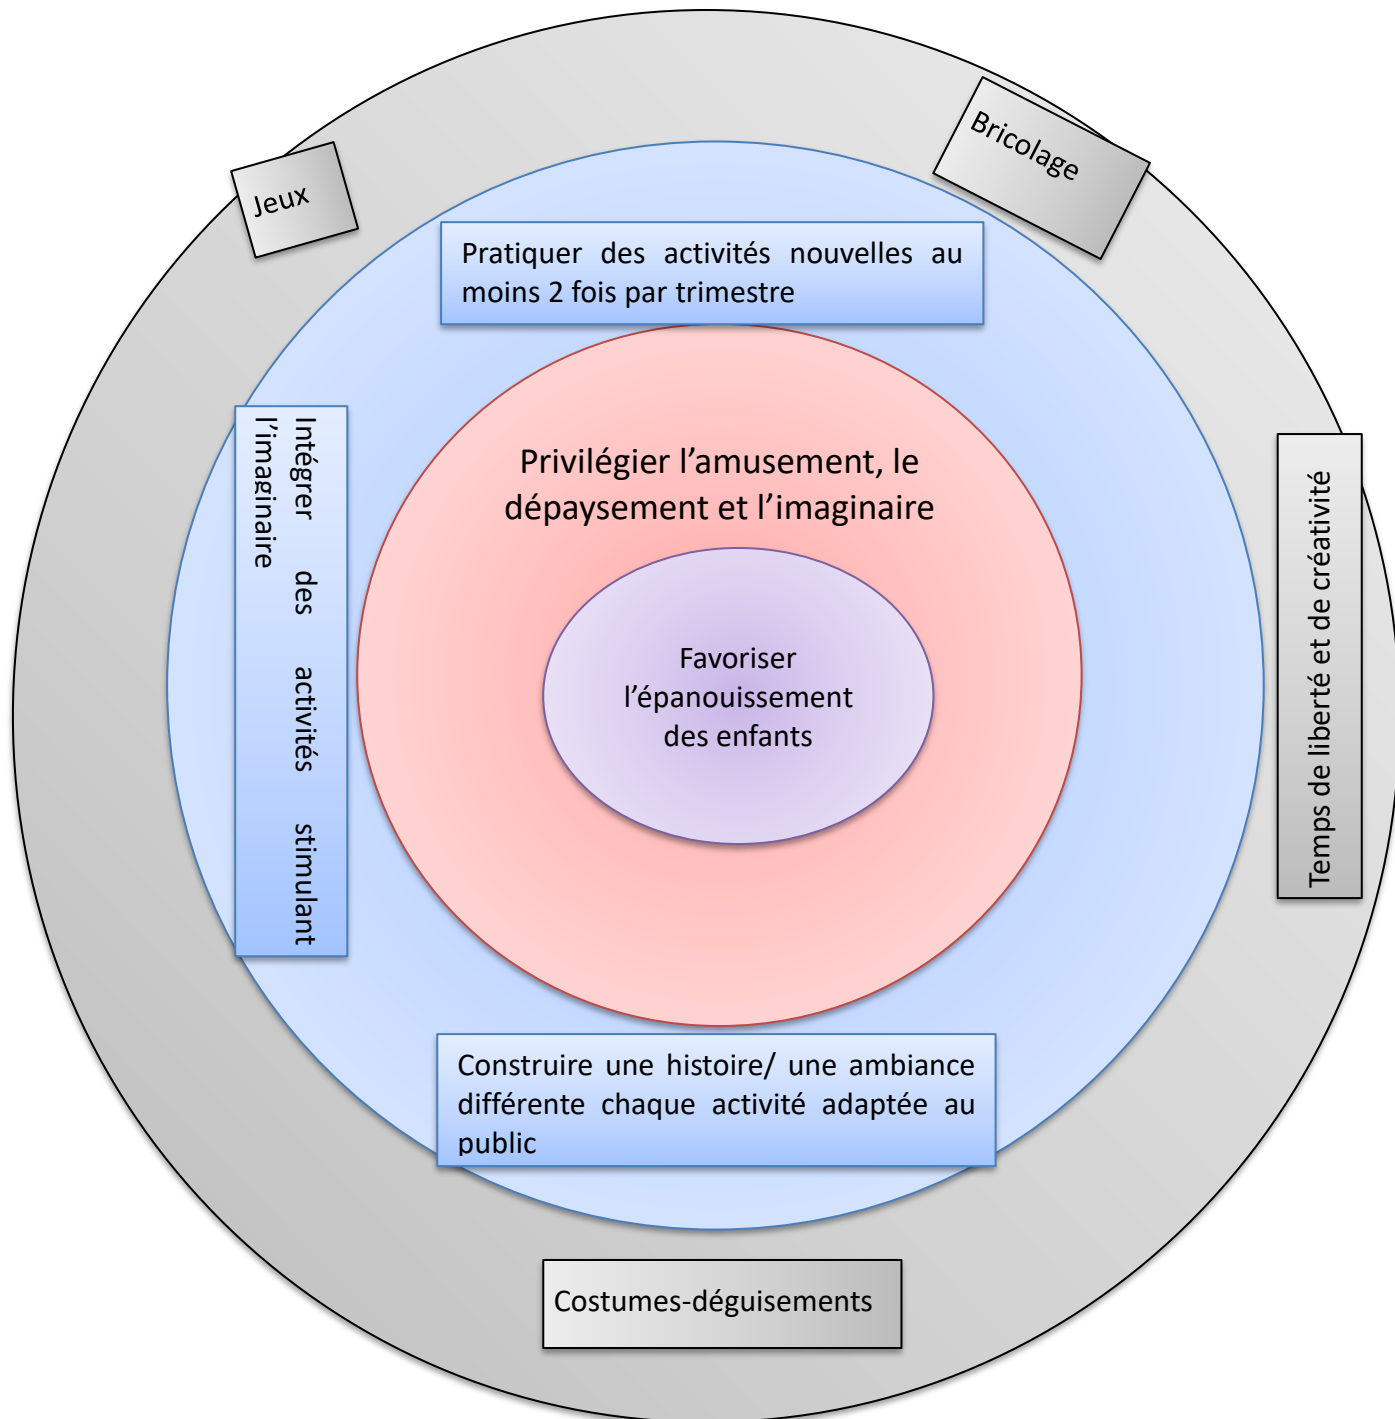 Jeux
Bricolage
Pratiquer des activités nouvelles au
moins 2 fois par trimestre
Intégrer des activités stimulant
l’imaginaire
Privilégier l’amusement, le
dépaysement et l’imaginaire
Favoriser
l’épanouissement
des enfants
Temps de liberté et de créativité
Construire une histoire/ une ambiance
différente chaque activité adaptée au
public
Costumes-déguisements